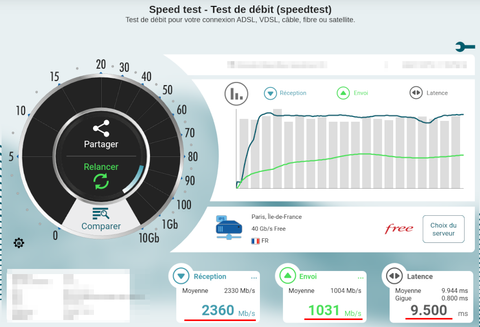 Speed test - Test de débit (speedtest)
Test de débit pour votre connexion ADSL, VDSL, câble, fibre ou satellite.
0
5
10
15
20
30
40
50
60
70
80
90
100
1Gb
10Gb
Partager
Relancer
Comparer
Réception
Envoi
Latence
Paris, Île-de-France
40 Gb/s Free
FR
free
Choix du
serveur
Réception ...
Moyenne 2330 Mb/s
2360 Mb/s
Envoi ...
Moyenne 1004 Mb/s
1031 Mb/s
Latence
Moyenne 9.944 ms
Gigue 0.800 ms
9.500 ms